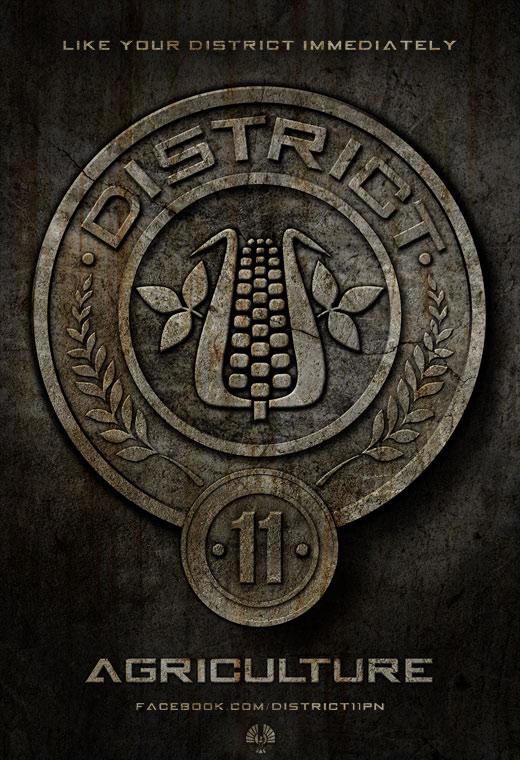 LIKE YOUR DISTRICT IMMEDIATELY
DISTRICT
11
AGRICULTURE
FACEBOOK.COM/DISTRICT11PN